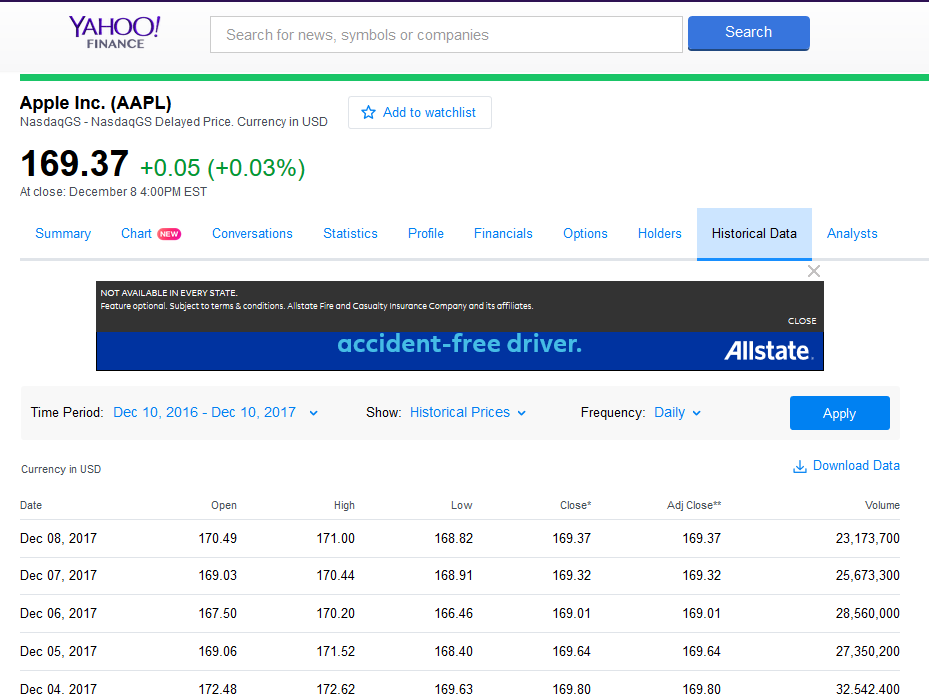 YAHOO!
FINANCE
Search for news, symbols or companies
Search
Apple Inc. (AAPL)
NasdaqGS - NasdaqGS Delayed Price. Currency in USD
Add to watchlist
169.37 +0.05 (+0.03%)
At close: December 8 4:00PM EST
Summary Chart NEW Conversations Statistics Profile Financials Options Holders Historical Data Analysts
NOT AVAILABLE IN EVERY STATE.
Feature optional. Subject to terms & conditions. Allstate Fire and Casualty Insurance Company and its affiliates.
CLOSE
accident-free driver.
Allstate.
Time Period: Dec 10, 2016 - Dec 10, 2017 Show: Historical Prices Frequency: Daily Apply
Currency in USD Download Data
Date Open High Low Close* Adj Close** Volume
Dec 08, 2017 170.49 171.00 168.82 169.37 169.37 23,173,700
Dec 07, 2017 169.03 170.44 168.91 169.32 169.32 25,673,300
Dec 06, 2017 167.50 170.20 166.46 169.01 169.01 28,560,000
Dec 05, 2017 169.06 171.52 168.40 169.64 169.64 27,350,200
Dec 04, 2017 172.48 172.62 169.63 169.80 169.80 32,542,400